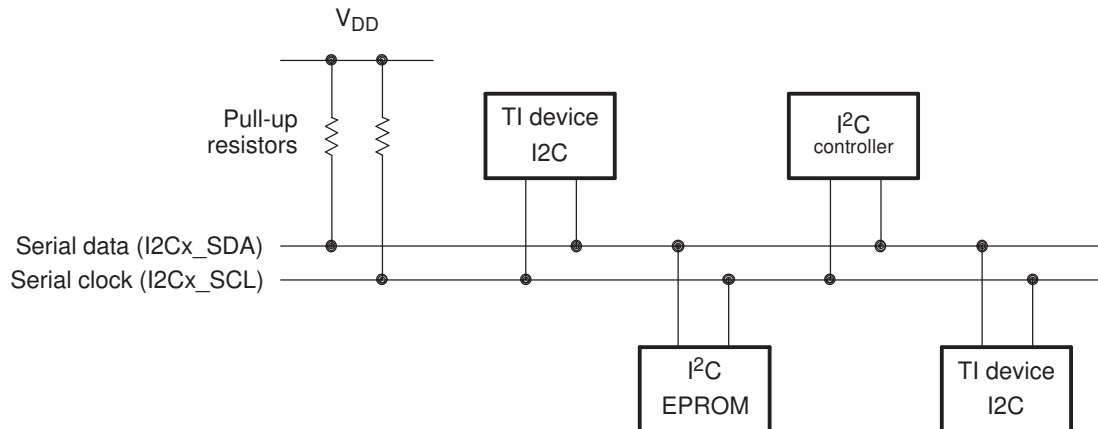 VDD
Pull-up
resistors
TI device
I2C
I2C
controller
Serial data (I2Cx_SDA)
Serial clock (I2Cx_SCL)
I2C
EPROM
TI device
I2C